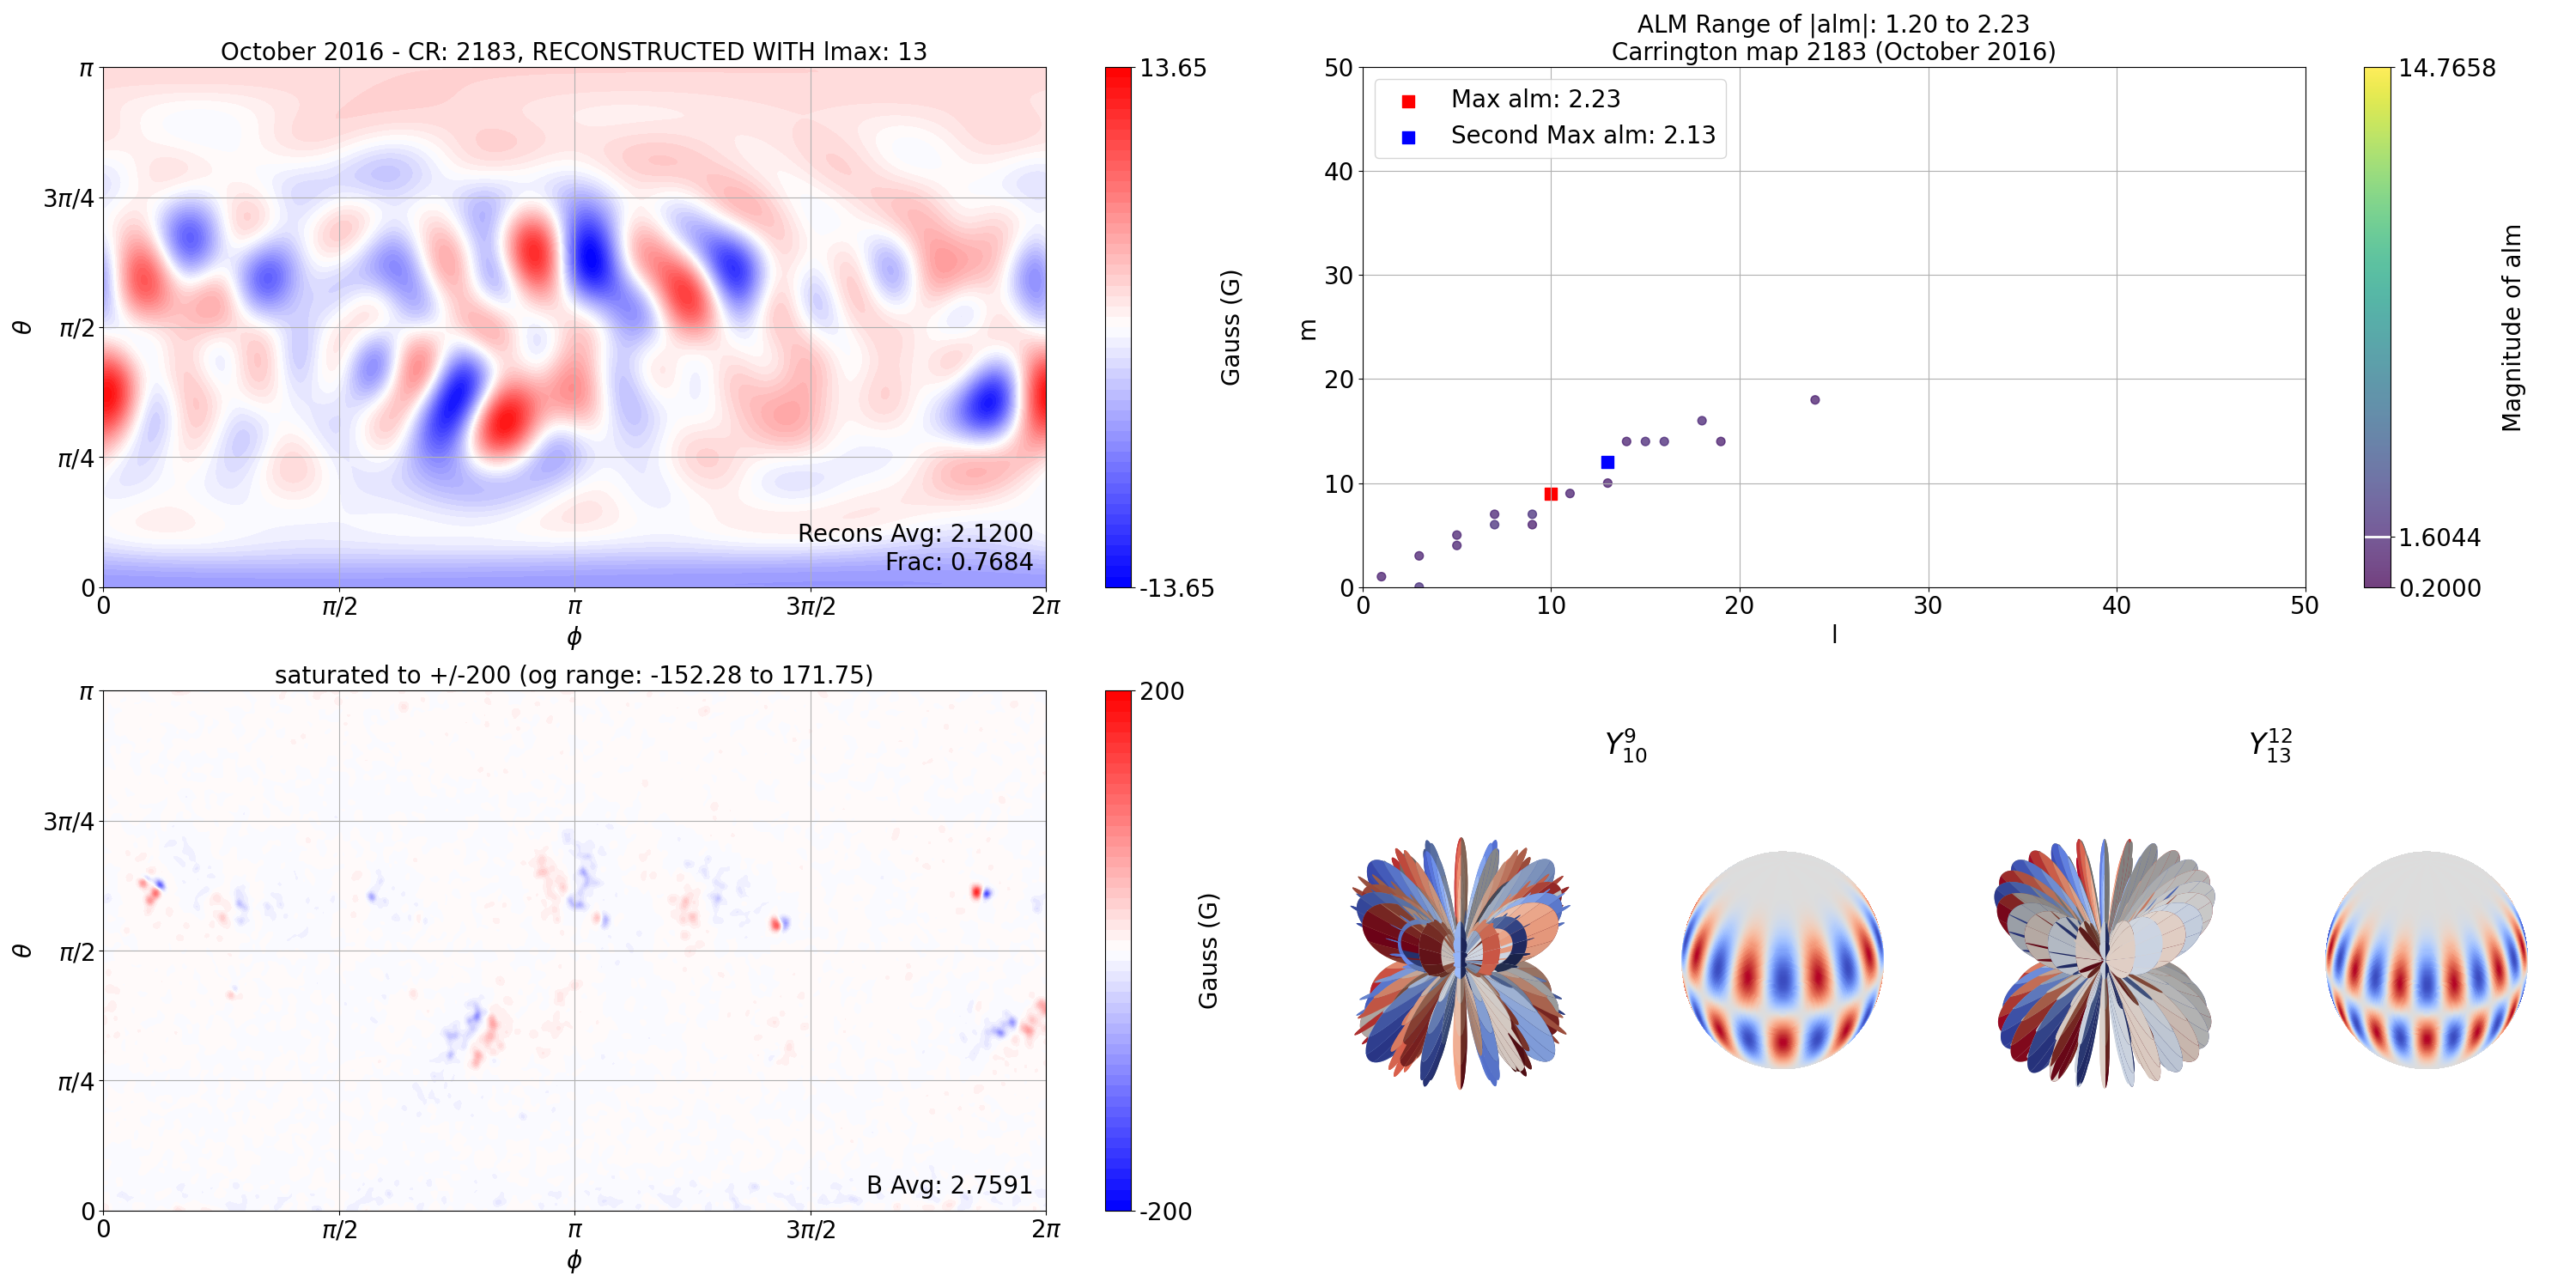 October 2016 - CR: 2183, RECONSTRUCTED WITH lmax: 13
π
3π/4
π/2
π/4
0
θ
0
π/2
π
3π/2
2π
ϕ
Recons Avg: 2.1200
Frac: 0.7684
13.65
-13.65
Gauss (G)
ALM Range of |alm|: 1.20 to 2.23
Carrington map 2183 (October 2016)
Max alm: 2.23
Second Max alm: 2.13
50
40
30
20
10
0
m
0
10
20
30
40
50
l
14.7658
1.6044
0.2000
Magnitude of alm
saturated to +/-200 (og range: -152.28 to 171.75)
π
3π/4
π/2
π/4
0
θ
0
π/2
π
3π/2
2π
ϕ
B Avg: 2.7591
200
-200
Gauss (G)
Y₁₀⁹
Y₁₃¹²